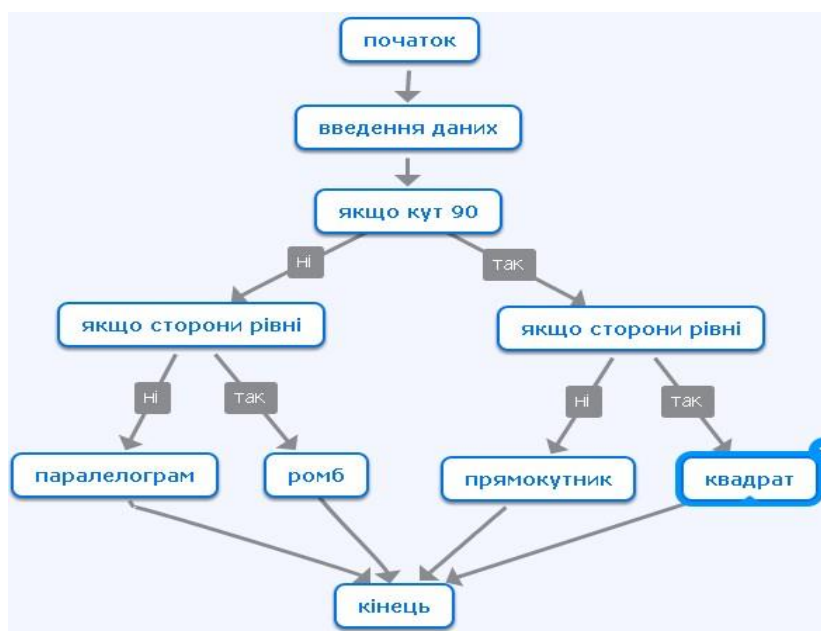 початок
введення даних
якщо кут 90
ні
так
якщо сторони рівні
якщо сторони рівні
ні
так
ні
так
паралелограм
ромб
прямокутник
квадрат
кінець